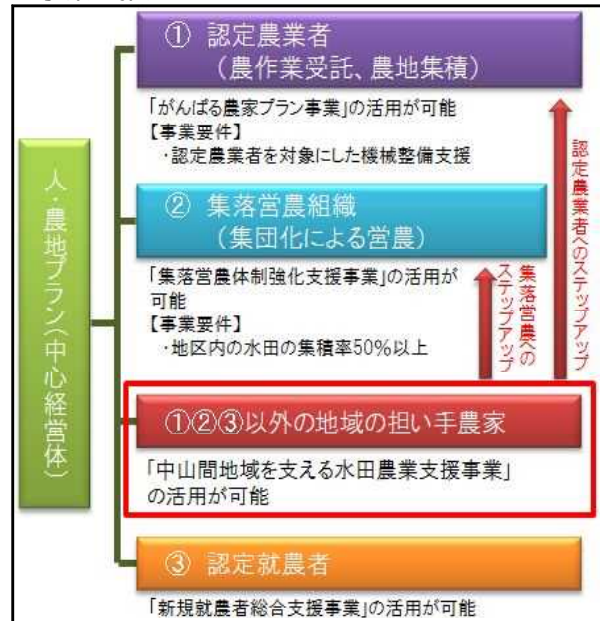 人・農地プラン(中心経営体)
① 認定農業者
(農作業受託、農地集積)
「がんばる農家プラン事業」の活用が可能
【事業要件】
・認定農業者を対象にした機械整備支援
② 集落営農組織
(集団化による営農)
「集落営農体制強化支援事業」の活用が
可能
【事業要件】
・地区内の水田の集積率50%以上
集落営農への
ステップアップ
認定農業者へのステップアップ
①②③以外の地域の担い手農家
「中山間地域を支える水田農業支援事業」
の活用が可能
③ 認定就農者
「新規就農者総合支援事業」の活用が可能